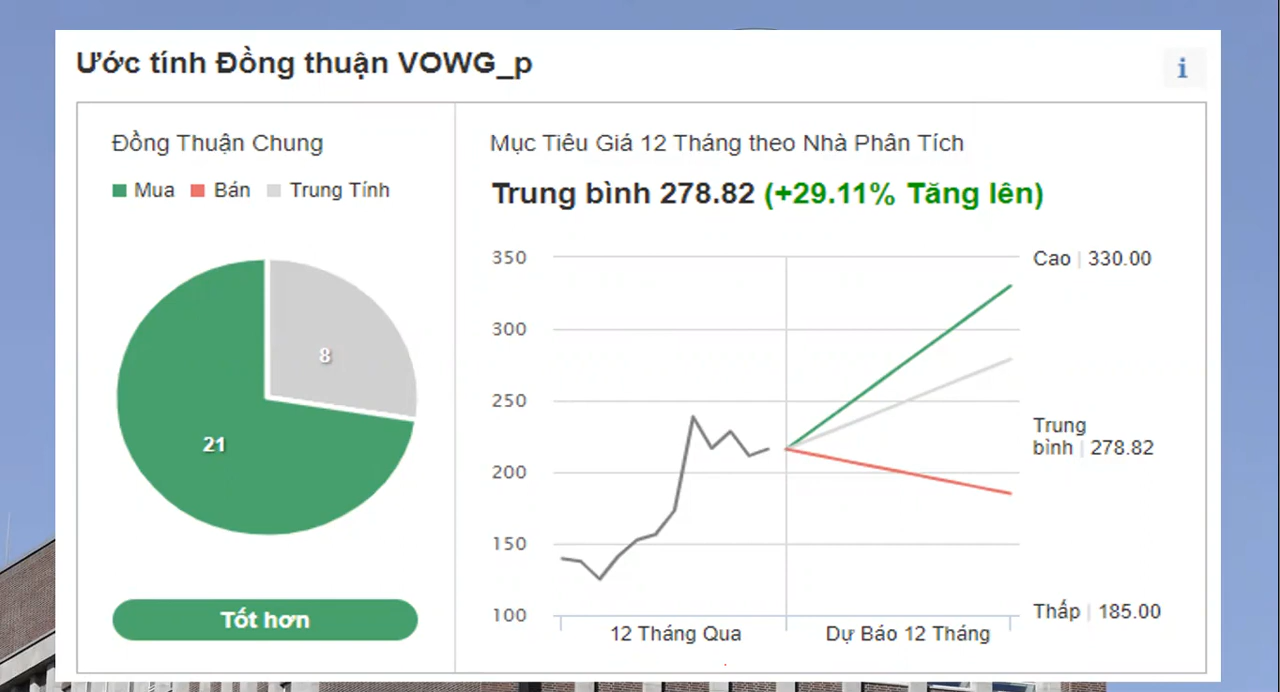 Ước tính Đồng thuận VOWG_p
i
Đồng Thuận Chung
Mua Bán Trung Tính
8
21
Tốt hơn
Mục Tiêu Giá 12 Tháng theo Nhà Phân Tích
Trung bình 278.82 (+29.11% Tăng lên)
350
300
250
200
150
100
12 Tháng Qua
Dự Báo 12 Tháng
Cao | 330.00
Trung
bình | 278.82
Thấp | 185.00